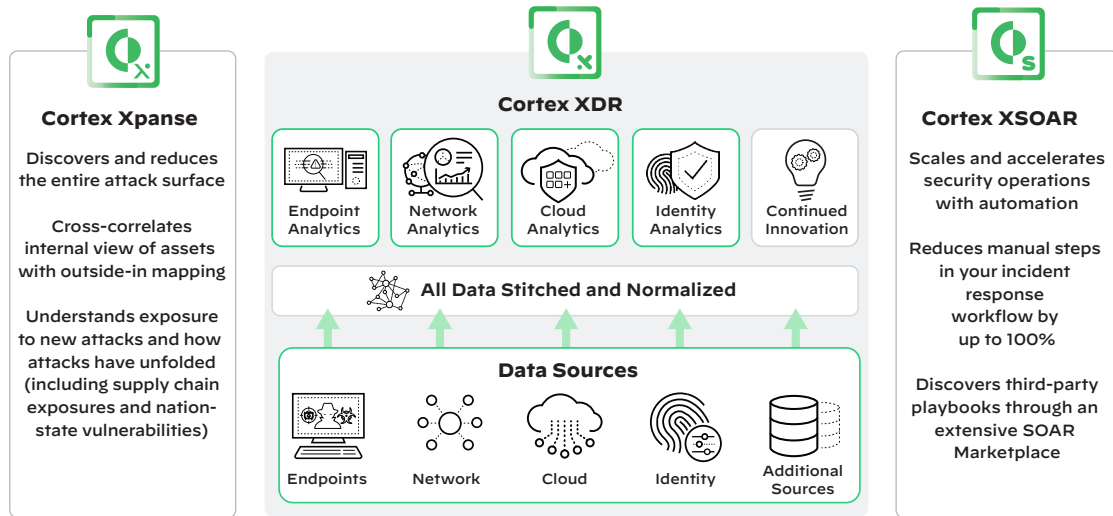 Cortex Xpanse
Discovers and reduces
the entire attack surface
Cross-correlates
internal view of assets
with outside-in mapping
Understands exposure
to new attacks and how
attacks have unfolded
(including supply chain
exposures and nation-
state vulnerabilities)
Cortex XDR
Endpoint
Analytics
Network
Analytics
Cloud
Analytics
Identity
Analytics
Continued
Innovation
All Data Stitched and Normalized
Data Sources
Endpoints
Network
Cloud
Identity
Additional
Sources
S
Cortex XSOAR
Scales and accelerates
security operations
with automation
Reduces manual steps
in your incident
response
workflow by
up to 100%
Discovers third-party
playbooks through an
extensive SOAR
Marketplace